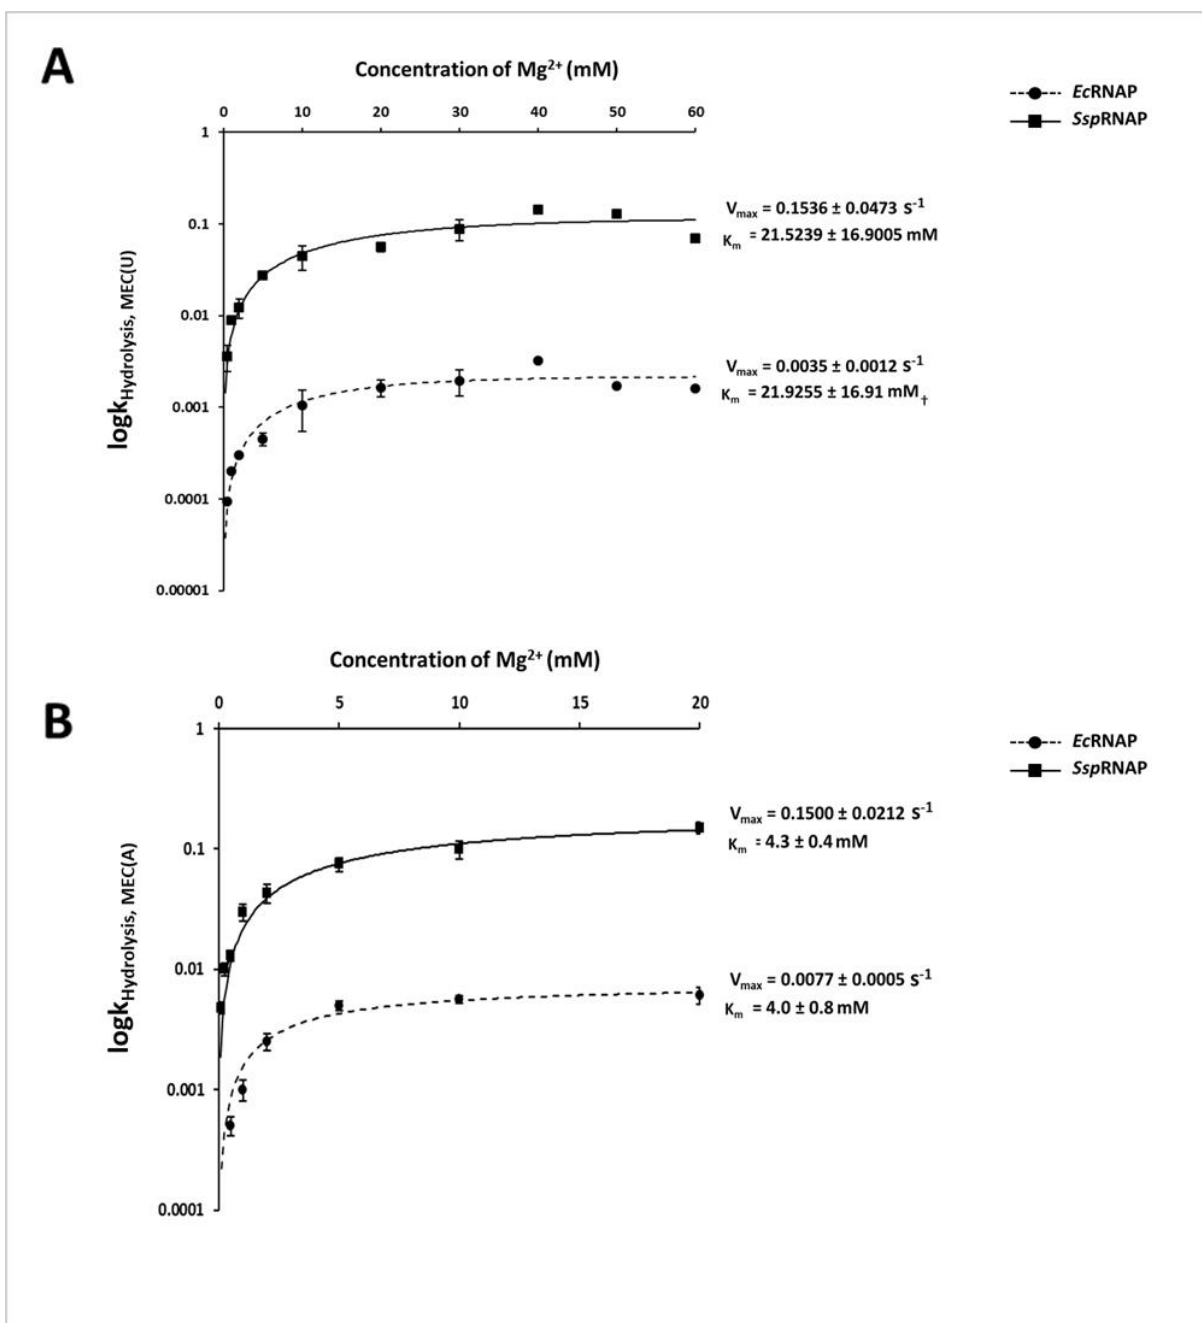 A
Concentration of Mg²⁺ (mM)
0 10 20 30 40 50 60
EcRNAP
SspRNAP
1
0.1
0.01
0.001
0.0001
0.00001
logkHydrolysis, MEC(U)
Vmax = 0.1536 ± 0.0473 s⁻¹
Km = 21.5239 ± 16.9005 mM
Vmax = 0.0035 ± 0.0012 s⁻¹
Km = 21.9255 ± 16.91 mM†
Concentration of Mg²⁺ (mM)
B
0 5 10 15 20
EcRNAP
SspRNAP
1
0.1
0.01
0.001
0.0001
logkHydrolysis, MEC(A)
Vmax = 0.1500 ± 0.0212 s⁻¹
Km = 4.3 ± 0.4 mM
Vmax = 0.0077 ± 0.0005 s⁻¹
Km = 4.0 ± 0.8 mM